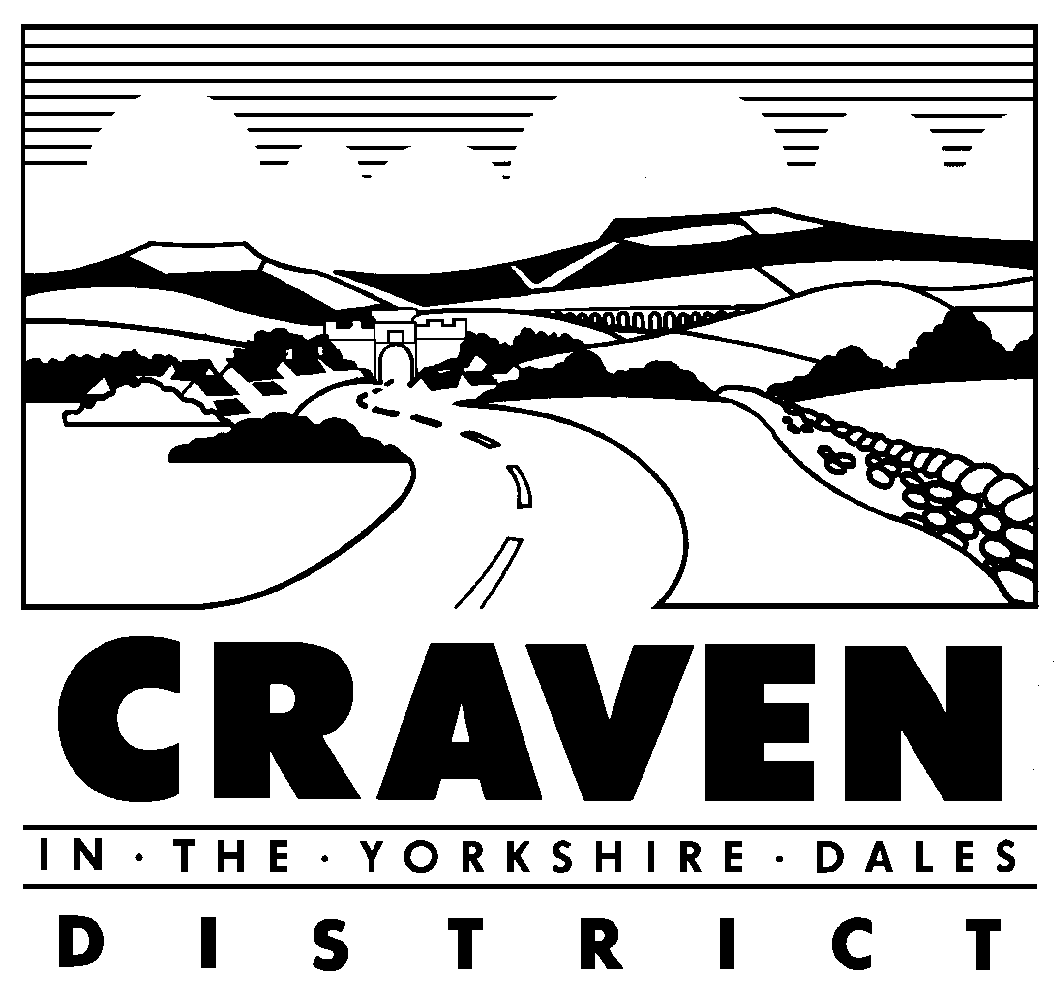 CRAVEN
IN · THE · YORKSHIRE · DALES
DISTRICT